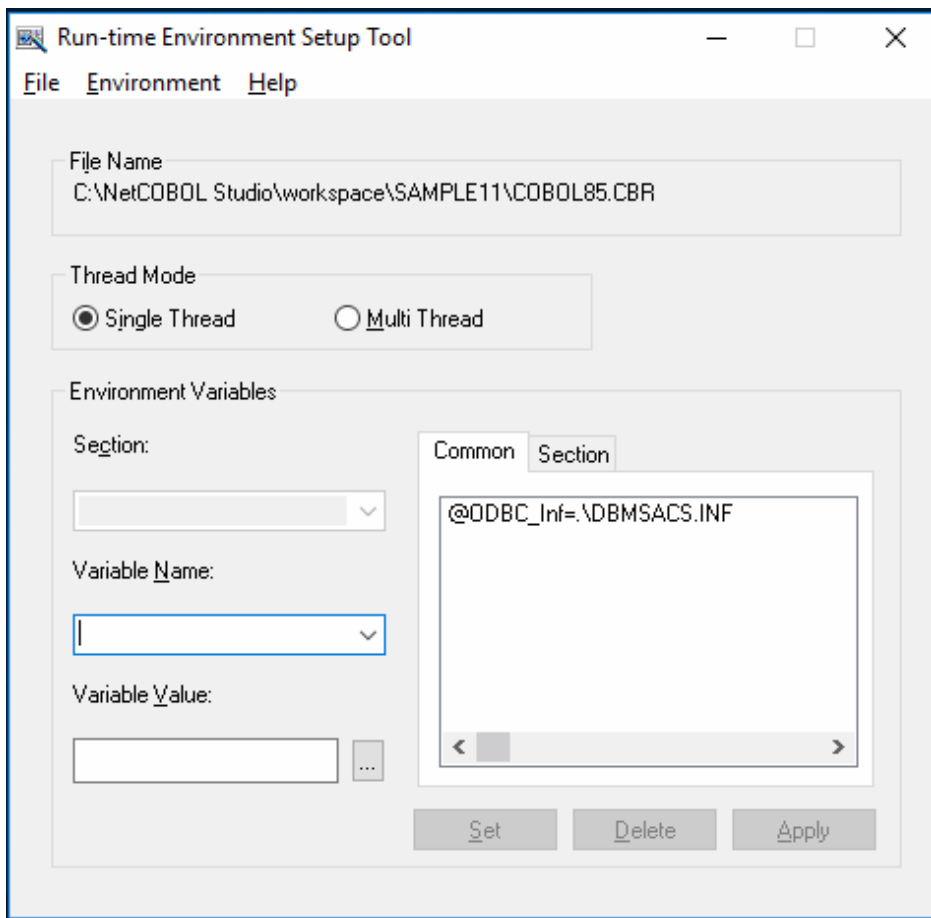 Run-time Environment Setup Tool
File Environment Help
File Name
C:\NetCOBOL Studio\workspace\SAMPLE11\COBOL85.CBR
Thread Mode
Single Thread Multi Thread
Environment Variables
Section:
Common Section
@ODBC_Inf=.\DBMSACS.INF
Variable Name:
Variable Value:
...
Set Delete Apply